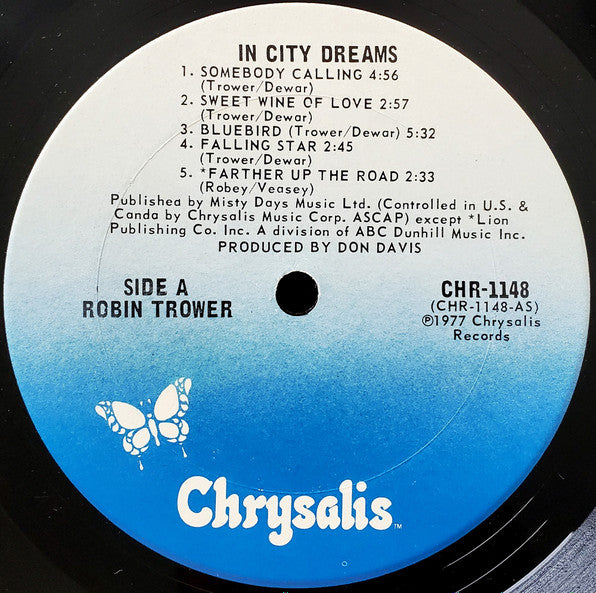 IN CITY DREAMS
1. SOMEBODY CALLING 4:56
(Trower/Dewar)
2. SWEET WINE OF LOVE 2:57
(Trower/Dewar)
3. BLUEBIRD (Trower/Dewar) 5:32
4. FALLING STAR 2:45
(Trower/Dewar)
5. *FARTHER UP THE ROAD 2:33
(Robey/Veasey)
Publishea by Misty Days Music Ltd. (Controlled in U.S. &
Canda by Chrysalis Music Corp. ASCAP) except *Lion
Publishing Co. Inc. A division of ABC Dunhill Music Inc.
PRODUCED BY DON DAVIS
SIDE A
ROBIN TROWER
CHR-1148
(CHR-1148-AS)
℗1977 Chrysalis
Records
Chrysalis™